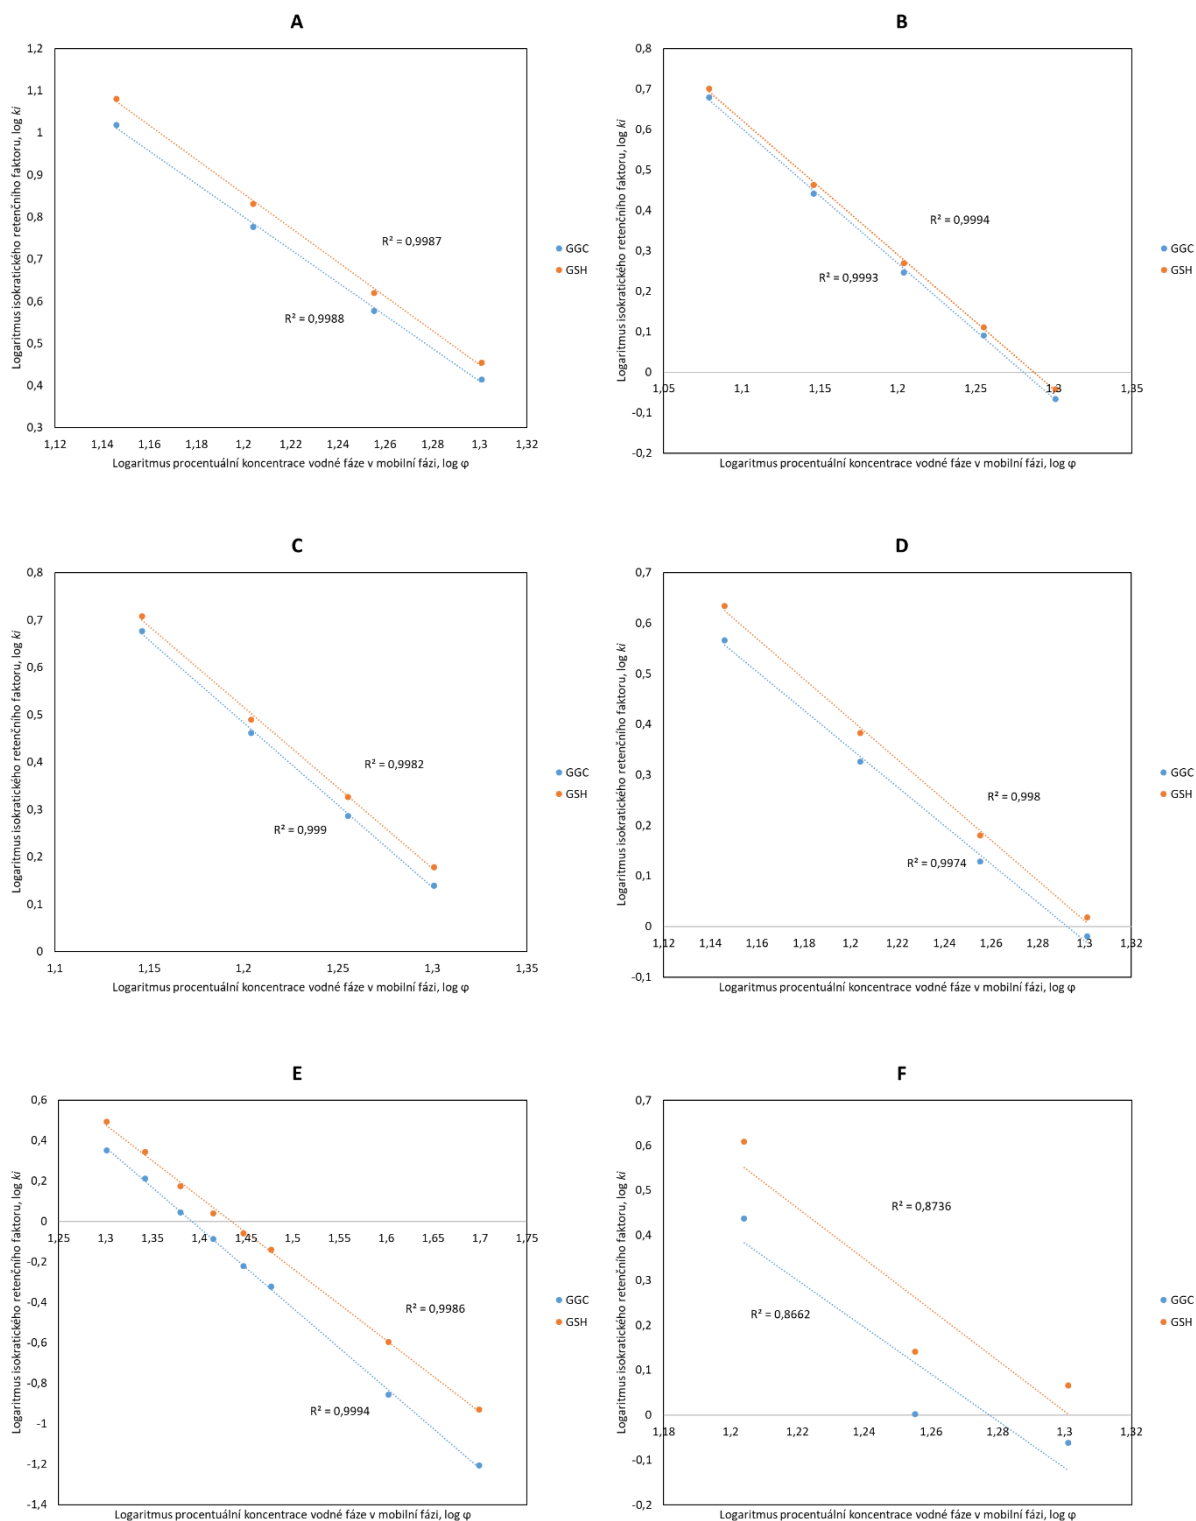 A
Logaritmus isokratického retenčního faktoru, log ki
1,2
1,1
1
0,9
0,8
0,7
0,6
0,5
0,4
0,3
R² = 0,9987
R² = 0,9988
GGC
GSH
1,12 1,14 1,16 1,18 1,2 1,22 1,24 1,26 1,28 1,3 1,32
Logaritmus procentuální koncentrace vodné fáze v mobilní fázi, log φ
B
Logaritmus isokratického retenčního faktoru, log ki
0,8
0,7
0,6
0,5
0,4
0,3
0,2
0,1
0
-0,1
-0,2
R² = 0,9994
R² = 0,9993
GGC
GSH
1,05 1,1 1,15 1,2 1,25 1,3 1,35
Logaritmus procentuální koncentrace vodné fáze v mobilní fázi, log φ
C
Logaritmus isokratického retenčního faktoru, log ki
0,8
0,7
0,6
0,5
0,4
0,3
0,2
0,1
0
R² = 0,9982
R² = 0,999
GGC
GSH
1,1 1,15 1,2 1,25 1,3 1,35
Logaritmus procentuální koncentrace vodné fáze v mobilní fázi, log φ
D
Logaritmus isokratického retenčního faktoru, log ki
0,7
0,6
0,5
0,4
0,3
0,2
0,1
0
-0,1
R² = 0,998
R² = 0,9974
GGC
GSH
1,12 1,14 1,16 1,18 1,2 1,22 1,24 1,26 1,28 1,3 1,32
Logaritmus procentuální koncentrace vodné fáze v mobilní fázi, log φ
E
Logaritmus isokratického retenčního faktoru, log ki
0,6
0,4
0,2
0
-0,2
-0,4
-0,6
-0,8
-1
-1,2
-1,4
1,25 1,3 1,35 1,4 1,45 1,5 1,55 1,6 1,65 1,7 1,75
R² = 0,9986
R² = 0,9994
GGC
GSH
Logaritmus procentuální koncentrace vodné fáze v mobilní fázi, log φ
F
Logaritmus isokratického retenčního faktoru, log ki
0,7
0,6
0,5
0,4
0,3
0,2
0,1
0
-0,1
-0,2
R² = 0,8736
R² = 0,8662
GGC
GSH
1,18 1,2 1,22 1,24 1,26 1,28 1,3 1,32
Logaritmus procentuální koncentrace vodné fáze v mobilní fázi, log φ